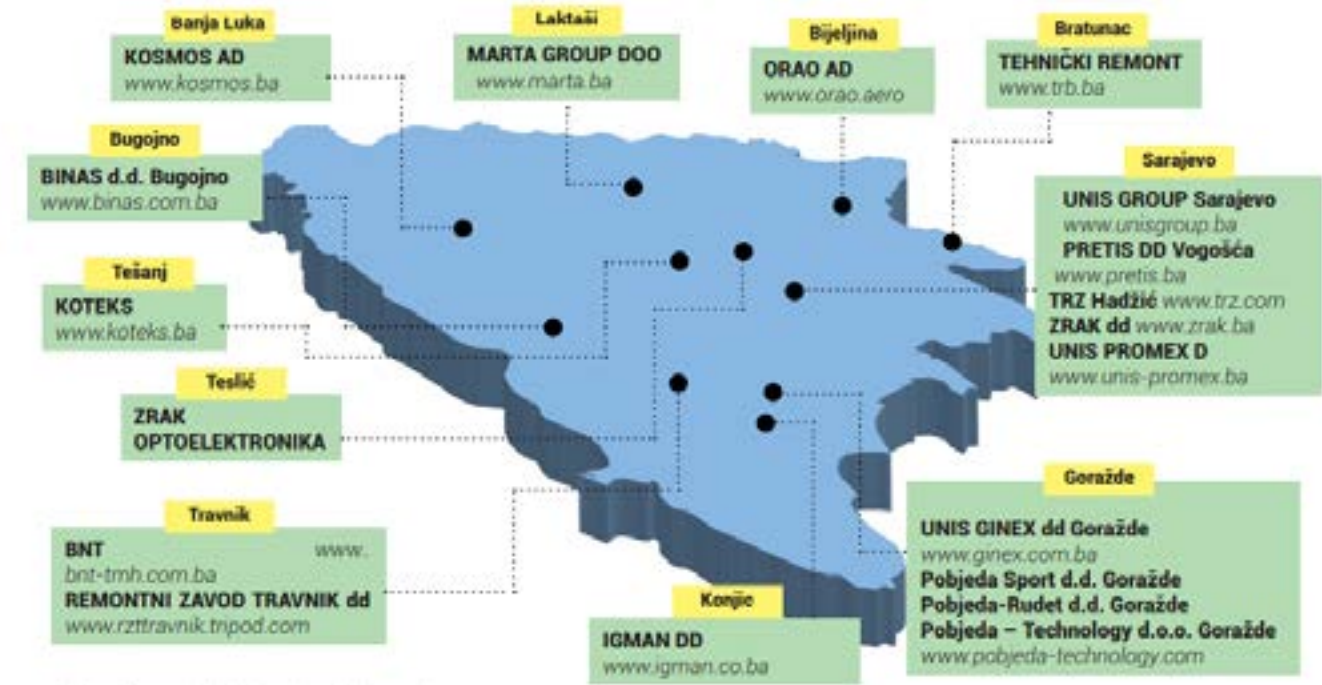 Banja Luka
KOSMOS AD
www.kosmos.ba
Laktaši
MARTA GROUP DOO
www.marta.ba
Bijeljina
ORAO AD
www.orao.aero
Bratunac
TEHNIČKI REMONT
www.trb.ba
Bugojno
BINAS d.d. Bugojno
www.binas.com.ba
Sarajevo
UNIS GROUP Sarajevo
www.unisgroup.ba
PRETIS DD Vogošća
www.pretis.ba
TRZ Hadžić www.trz.com
ZRAK dd www.zrak.ba
UNIS PROMEX D
www.unis-promex.ba
Tešanj
KOTEKS
www.koteks.ba
Teslić
ZRAK
OPTOELEKTRONIKA
Travnik
BNT www.
bnt-tmh.com.ba
REMONTNI ZAVOD TRAVNIK dd
www.rzttravnik.tripod.com
Konjic
IGMAN DD
www.igman.co.ba
Goražde
UNIS GINEX dd Goražde
www.ginex.com.ba
Pobjeda Sport d.d. Goražde
Pobjeda-Rudet d.d. Goražde
Pobjeda – Technology d.o.o. Goražde
www.pobjeda-technology.com